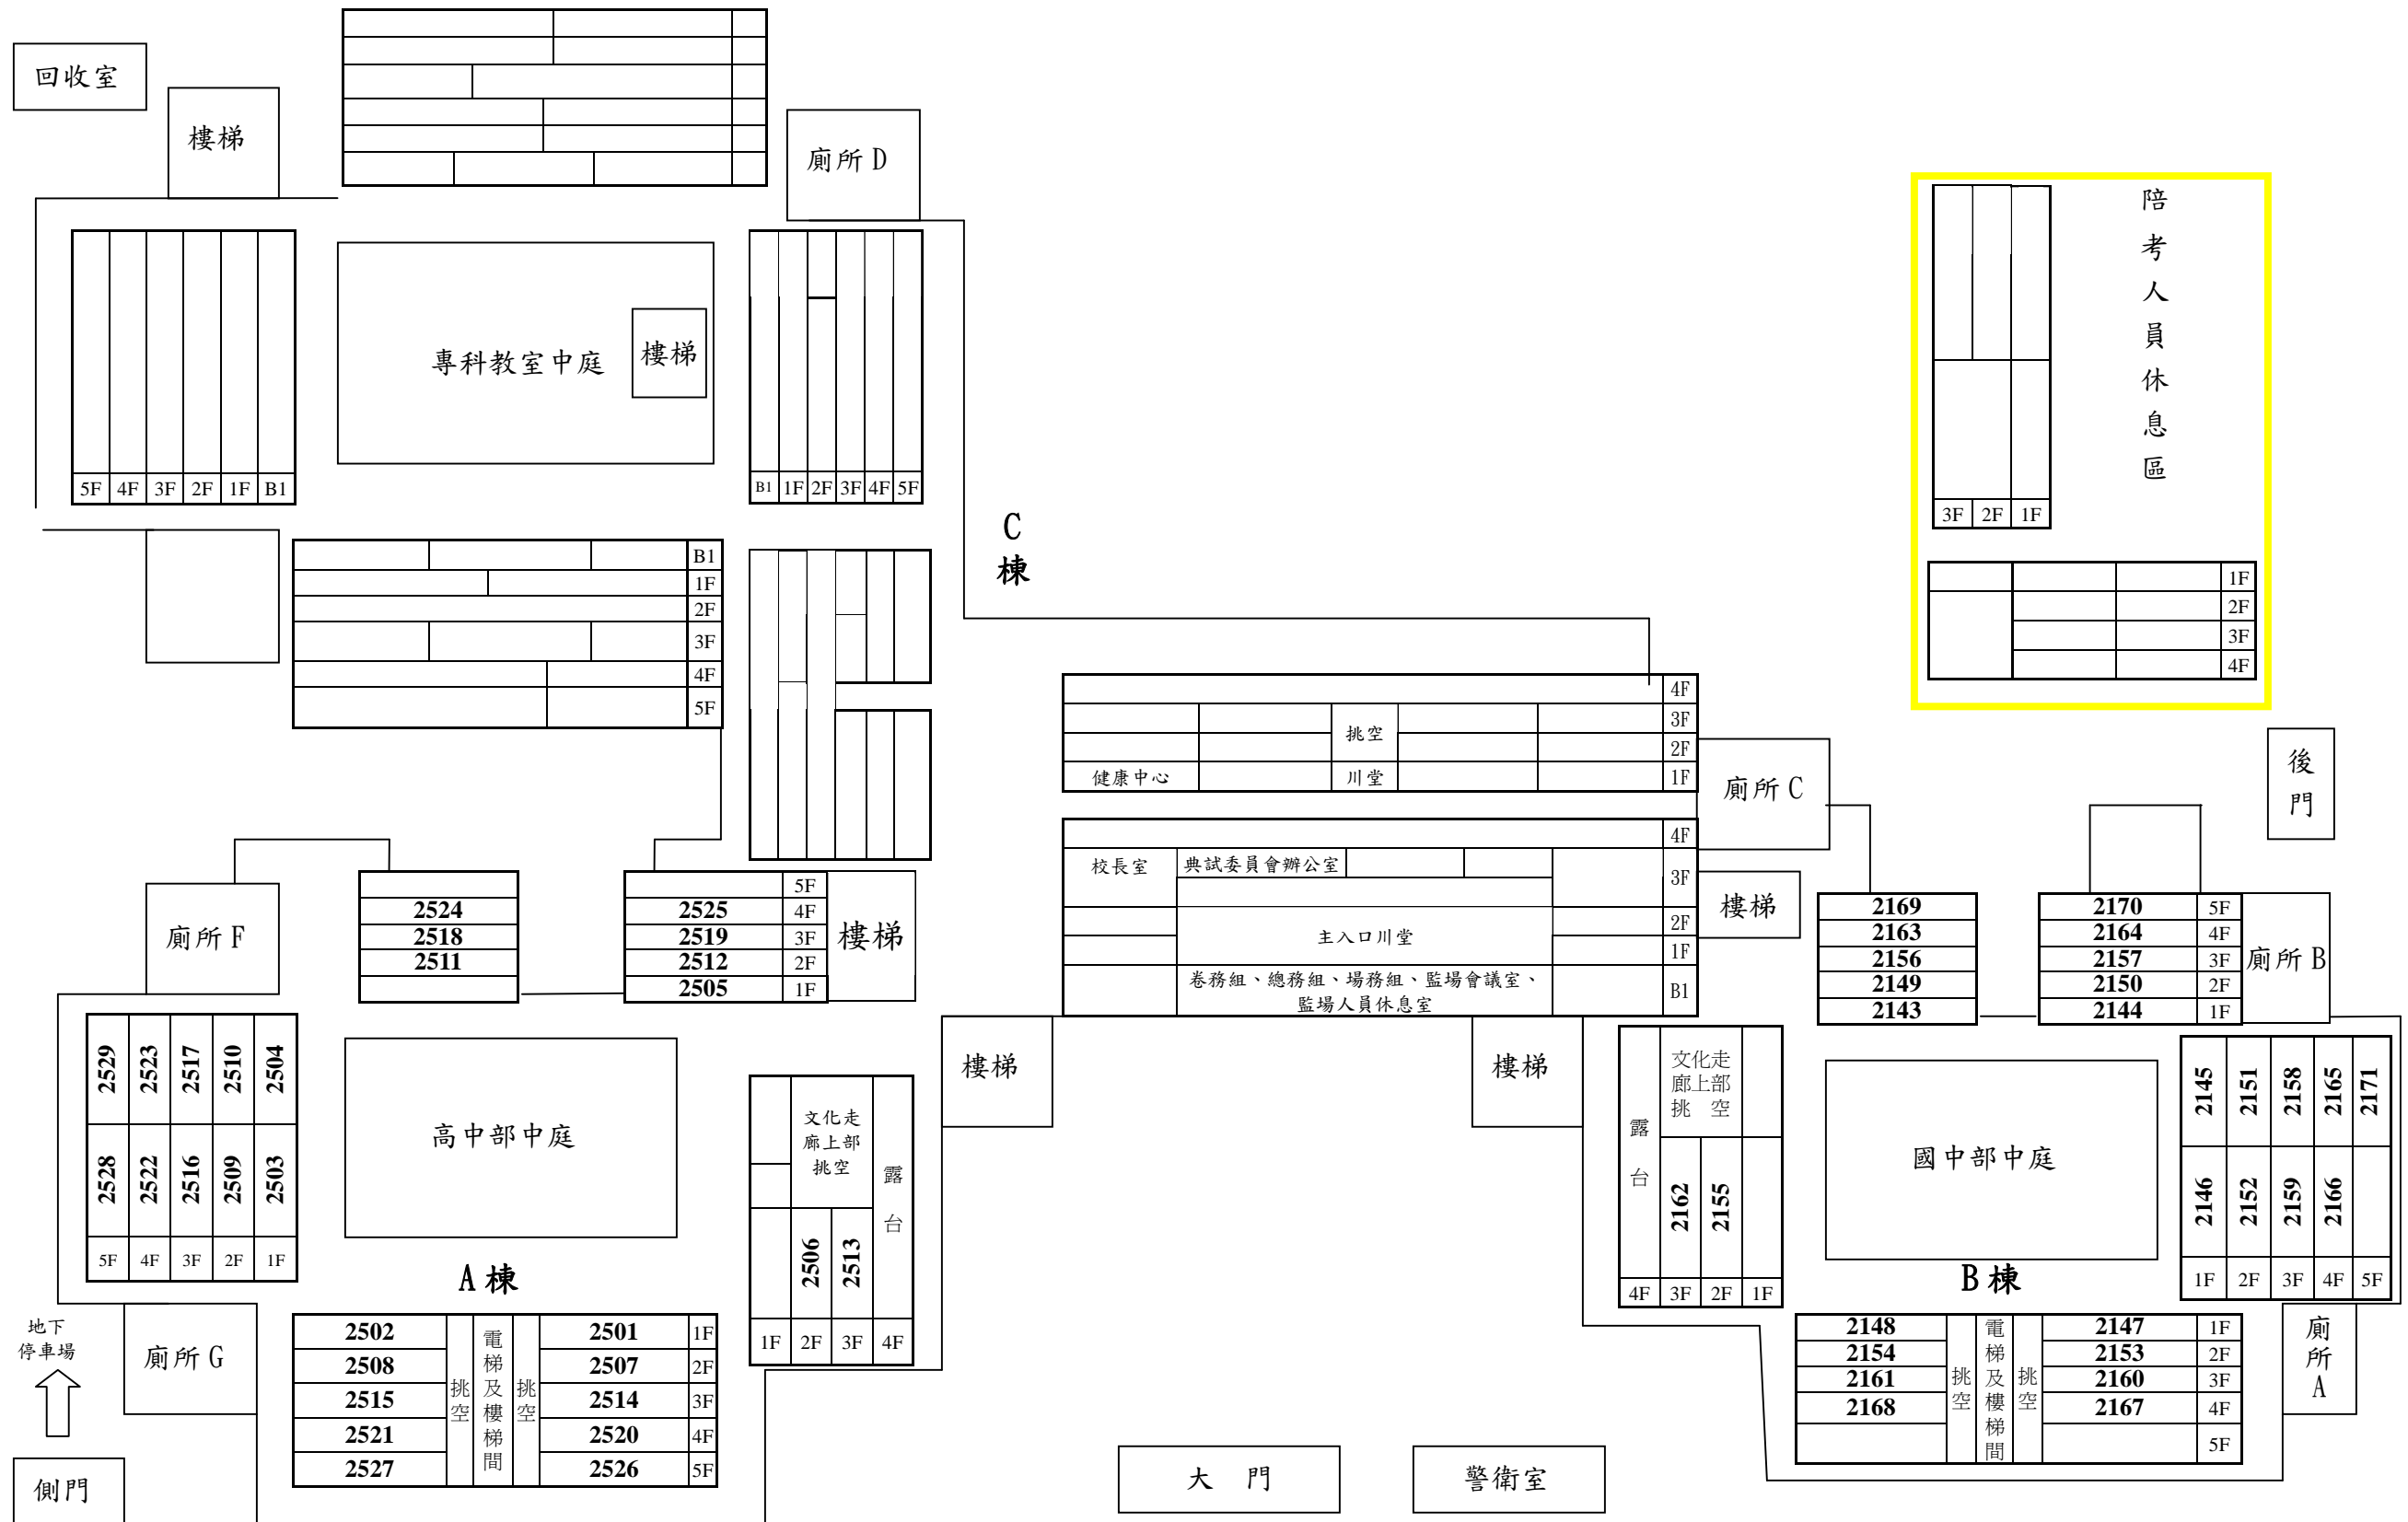 回收室
樓梯
廁所 D
專科教室中庭
樓梯
5F 4F 3F 2F 1F B1
B1 1F 2F 3F 4F 5F
陪考人員休息區
3F 2F 1F
1F
2F
3F
4F
C棟
B1
1F
2F
3F
4F
5F
4F
3F
挑空
2F
健康中心 川堂 1F
廁所 C
後門
4F
校長室 典試委員會辦公室 3F
主入口川堂
2F
1F
卷務組、總務組、場務組、監場會議室、
監場人員休息室
B1
樓梯
廁所 F
2524
2518
2511
5F
2525 4F
2519 3F
2512 2F
2505 1F
樓梯
2169
2163
2156
2149
2143
2170 5F
2164 4F
2157 3F
2150 2F
2144 1F
廁所 B
2529 2523 2517 2510 2504
2528 2522 2516 2509 2503
5F 4F 3F 2F 1F
高中部中庭
A 棟
文化走
廊上部
挑空
露台
2506 2513
1F 2F 3F 4F
樓梯
樓梯
露台
文化走
廊上部
挑 空
2162 2155
4F 3F 2F 1F
國中部中庭
B 棟
2145 2151 2158 2165 2171
2146 2152 2159 2166
1F 2F 3F 4F 5F
地下
停車場
廁所 G
側門
2502 2501 1F
2508 2507 2F
2515 2514 3F
2521 2520 4F
2527 2526 5F
挑空 電梯及樓梯間 挑空
大 門
警衛室
2148 2147 1F
2154 2153 2F
2161 2160 3F
2168 2167 4F
5F
挑空 電梯及樓梯間 挑空
廁所 A